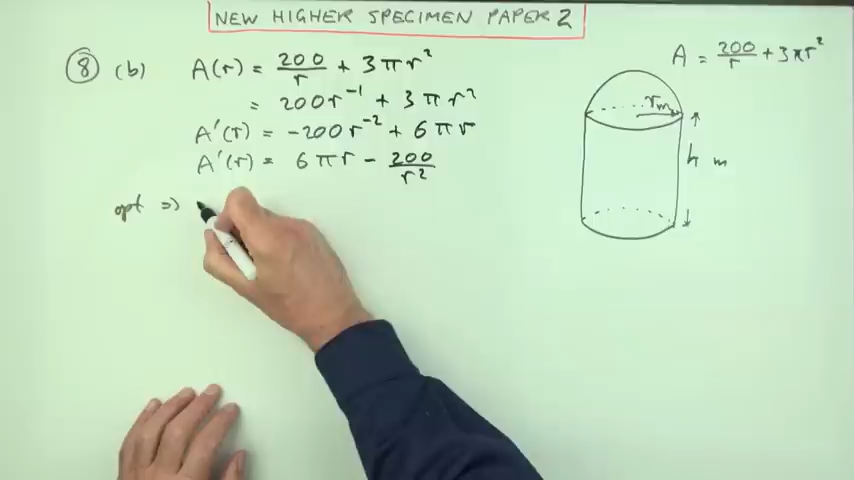 NEW HIGHER SPECIMEN PAPER 2
⑧ (b) A(r) = 200/r + 3πr²
= 200r⁻¹ + 3πr²
A'(r) = -200r⁻² + 6πr
A'(r) = 6πr - 200/r²
opt ⇒
A = 200/r + 3πr²
r m
h m